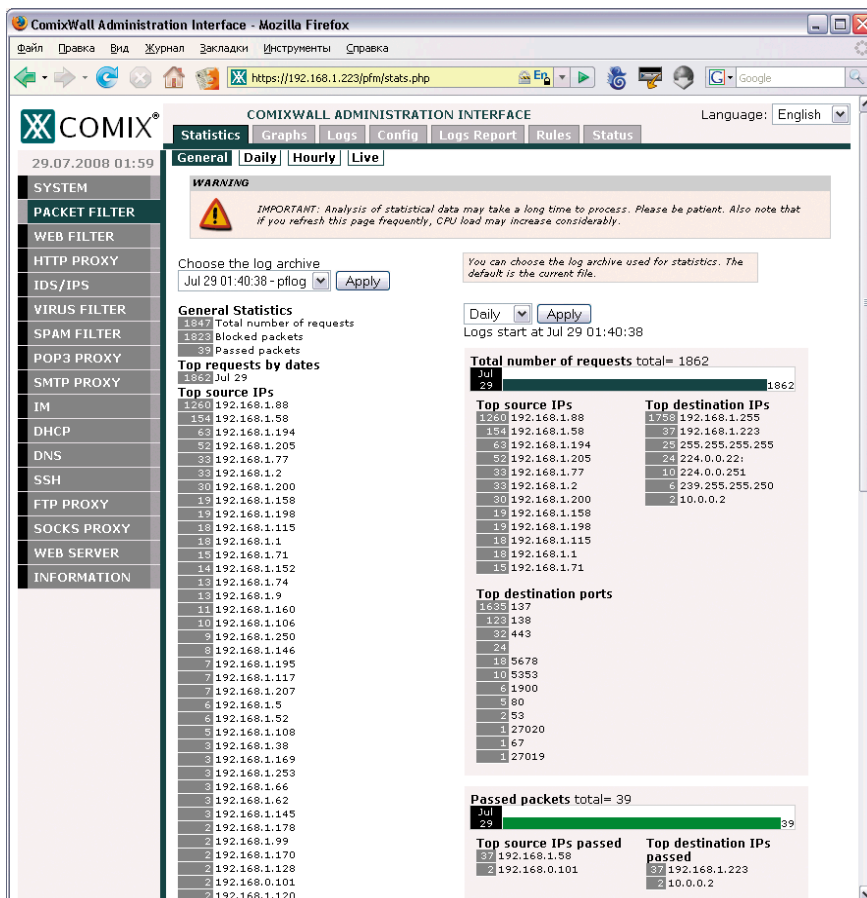 ComixWall Administration Interface - Mozilla Firefox
Файл Правка Вид Журнал Закладки Инструменты Справка
https://192.168.1.223/pfm/stats.php
En
G Google
COMIX®
COMIXWALL ADMINISTRATION INTERFACE
Language: English
Statistics Graphs Logs Config Logs Report Rules Status
29.07.2008 01:59
General Daily Hourly Live
SYSTEM
PACKET FILTER
WEB FILTER
HTTP PROXY
IDS/IPS
VIRUS FILTER
SPAM FILTER
POP3 PROXY
SMTP PROXY
IM
DHCP
DNS
SSH
FTP PROXY
SOCKS PROXY
WEB SERVER
INFORMATION
WARNING
IMPORTANT: Analysis of statistical data may take a long time to process. Please be patient. Also note that
if you refresh this page frequently, CPU load may increase considerably.
Choose the log archive
Jul 29 01:40:38 - pflog Apply
You can choose the log archive used for statistics. The
default is the current file.
General Statistics
1847 Total number of requests
1823 Blocked packets
39 Passed packets
Top requests by dates
1862 Jul 29
Top source IPs
1260 192.168.1.88
154 192.168.1.58
63 192.168.1.194
52 192.168.1.205
33 192.168.1.77
33 192.168.1.2
30 192.168.1.200
19 192.168.1.158
19 192.168.1.198
18 192.168.1.115
18 192.168.1.1
15 192.168.1.71
14 192.168.1.152
13 192.168.1.74
13 192.168.1.9
11 192.168.1.160
10 192.168.1.106
9 192.168.1.250
8 192.168.1.146
7 192.168.1.195
7 192.168.1.117
7 192.168.1.207
6 192.168.1.5
6 192.168.1.52
5 192.168.1.108
3 192.168.1.38
3 192.168.1.169
3 192.168.1.253
3 192.168.1.66
3 192.168.1.62
3 192.168.1.145
2 192.168.1.178
2 192.168.1.99
2 192.168.1.170
2 192.168.1.128
2 192.168.0.101
2 192.168.1.120
Daily Apply
Logs start at Jul 29 01:40:38
Total number of requests total= 1862
Jul
29
1862
Top source IPs
1260 192.168.1.88
154 192.168.1.58
63 192.168.1.194
52 192.168.1.205
33 192.168.1.77
33 192.168.1.2
30 192.168.1.200
19 192.168.1.158
19 192.168.1.198
18 192.168.1.115
18 192.168.1.1
15 192.168.1.71
Top destination IPs
1758 192.168.1.255
37 192.168.1.223
25 255.255.255.255
24 224.0.0.22:
10 224.0.0.251
6 239.255.255.250
2 10.0.0.2
Top destination ports
1635 137
123 138
32 443
24
18 5678
10 5353
6 1900
5 80
2 53
1 27020
1 67
1 27019
Passed packets total= 39
Jul
29
39
Top source IPs passed
37 192.168.1.58
2 192.168.0.101
Top destination IPs
passed
37 192.168.1.223
2 10.0.0.2